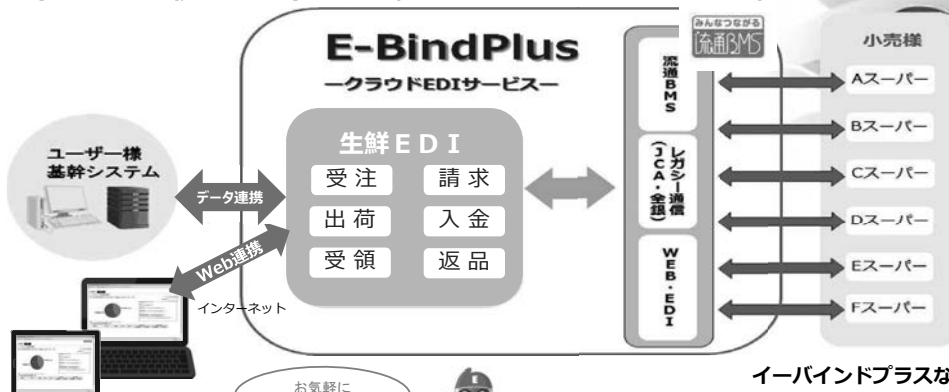 E-BindPlus
ークラウドEDIサービスー
みんなつながる
流通BMS
小売様
Aスーパー
Bスーパー
Cスーパー
Dスーパー
Eスーパー
Fスーパー
流通BMS
レガシー通信
(JCA・全銀)
WEB・EDI
生鮮EDI
受注 請求
出荷 入金
受領 返品
ユーザー様
基幹システム
データ連携
Web連携
インターネット
お気軽に
E
イーバインドプラスな